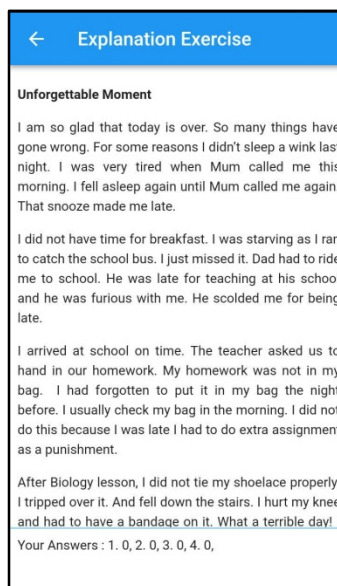 Explanation Exercise
Unforgettable Moment
I am so glad that today is over. So many things have
gone wrong. For some reasons I didn't sleep a wink last
night. I was very tired when Mum called me this
morning. I fell asleep again until Mum called me again.
That snooze made me late.
I did not have time for breakfast. I was starving as I ran
to catch the school bus. I just missed it. Dad had to ride
me to school. He was late for teaching at his school
and he was furious with me. He scolded me for being
late.
I arrived at school on time. The teacher asked us to
hand in our homework. My homework was not in my
bag. I had forgotten to put it in my bag the night
before. I usually check my bag in the morning. I did not
do this because I was late I had to do extra assignment
as a punishment.
After Biology lesson, I did not tie my shoelace properly.
I tripped over it. And fell down the stairs. I hurt my knee
and had to have a bandage on it. What a terrible day!
Your Answers : 1. 0, 2. 0, 3. 0, 4. 0,